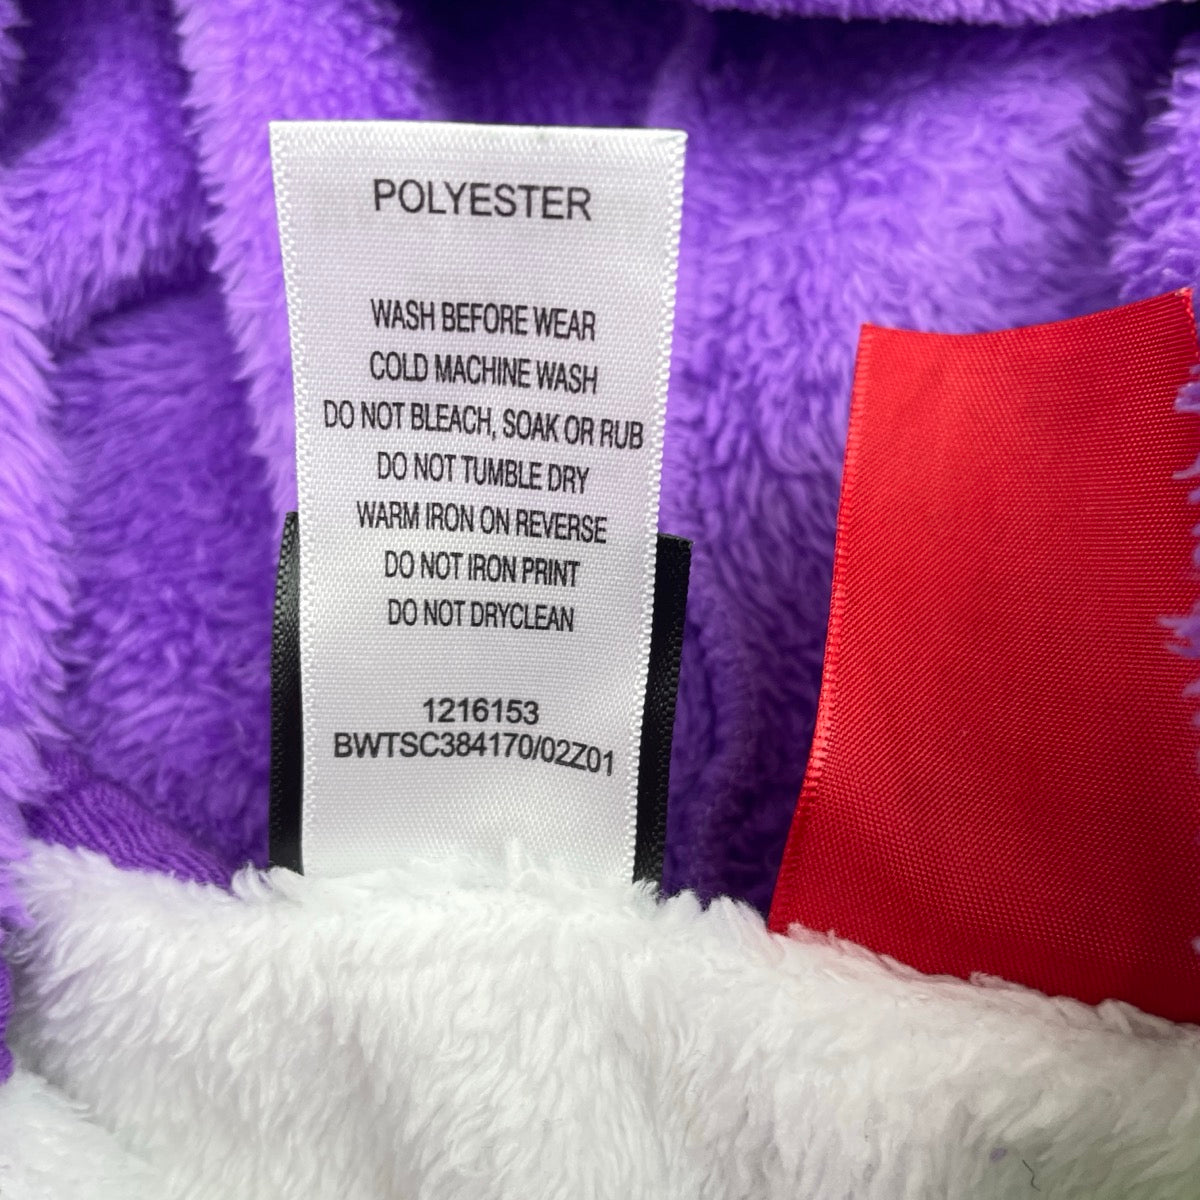 POLYESTER
WASH BEFORE WEAR
COLD MACHINE WASH
DO NOT BLEACH, SOAK OR RUB
DO NOT TUMBLE DRY
WARM IRON ON REVERSE
DO NOT IRON PRINT
DO NOT DRYCLEAN
1216153
BWTSC384170/02Z01